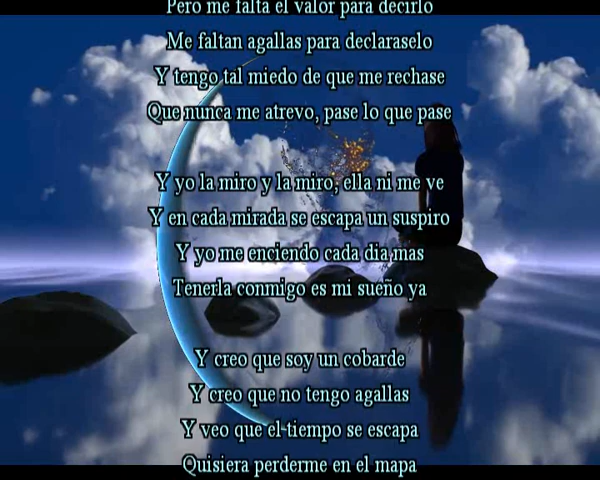 Pero me falta el valor para decirlo
Me faltan agallas para declaraselo
Y tengo tal miedo de que me rechase
Que nunca me atrevo, pase lo que pase
Y yo la miro y la miro, ella ni me ve
Y en cada mirada se escapa un suspiro
Y yo me enciendo cada dia mas
Tenerla conmigo es mi sueño ya
Y creo que soy un cobarde
Y creo que no tengo agallas
Y veo que el tiempo se escapa
Quisiera perderme en el mapa